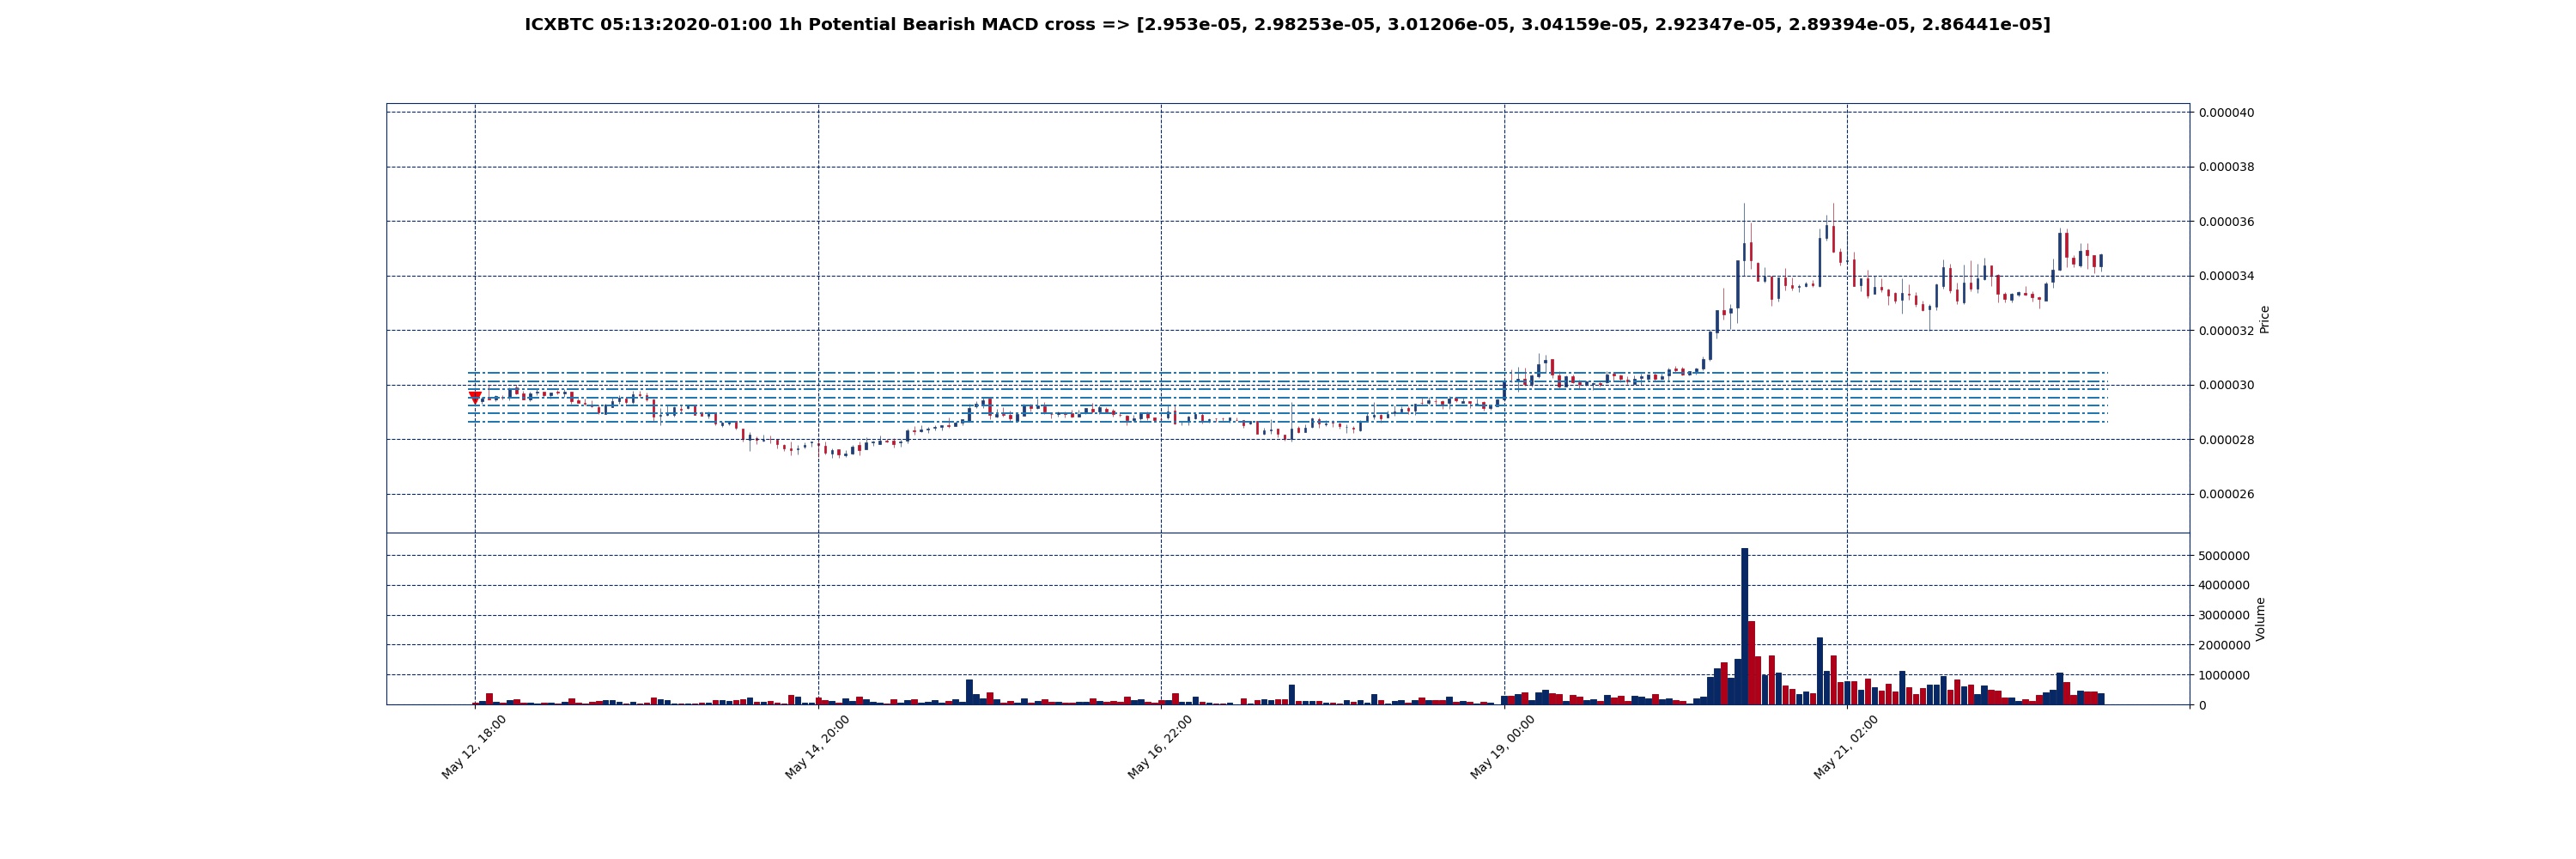 ICXBTC 05:13:2020-01:00 1h Potential Bearish MACD cross => [2.953e-05, 2.98253e-05, 3.01206e-05, 3.04159e-05, 2.92347e-05, 2.89394e-05, 2.86441e-05]
0.000040
0.000038
0.000036
0.000034
0.000032
0.000030
0.000028
0.000026
Price
5000000
4000000
3000000
2000000
1000000
0
Volume
May 12, 18:00
May 14, 20:00
May 16, 22:00
May 19, 00:00
May 21, 02:00